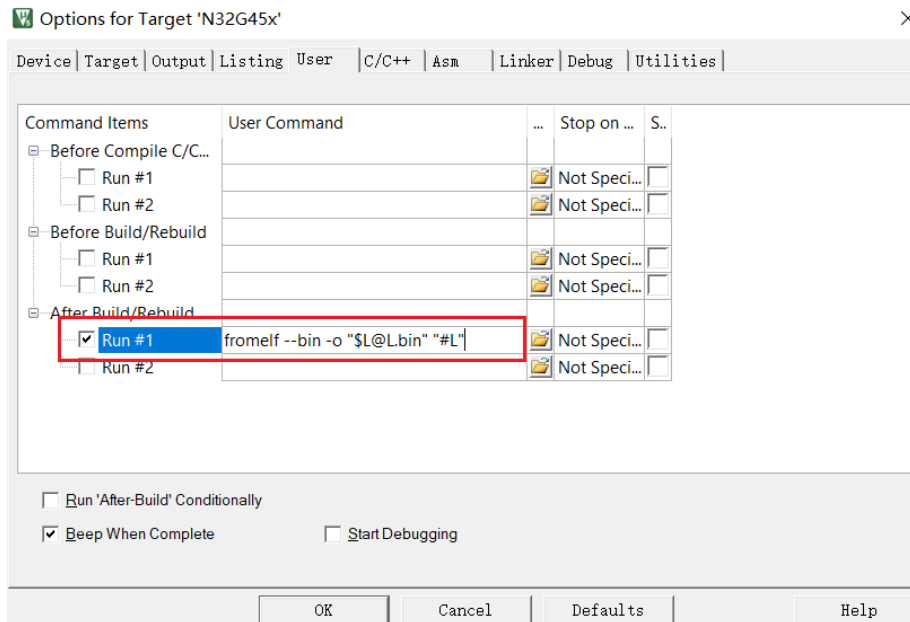 Options for Target 'N32G45x'
Device Target Output Listing User C/C++ Asm Linker Debug Utilities
Command Items User Command ... Stop on ... S..
Before Compile C/C...
Run #1 Not Speci...
Run #2 Not Speci...
Before Build/Rebuild
Run #1 Not Speci...
Run #2 Not Speci...
After Build/Rebuild
Run #1 fromelf --bin -o "$L@L.bin" "#L" Not Speci...
Run #2 Not Speci...
Run 'After-Build' Conditionally
Beep When Complete Start Debugging
OK Cancel Defaults Help